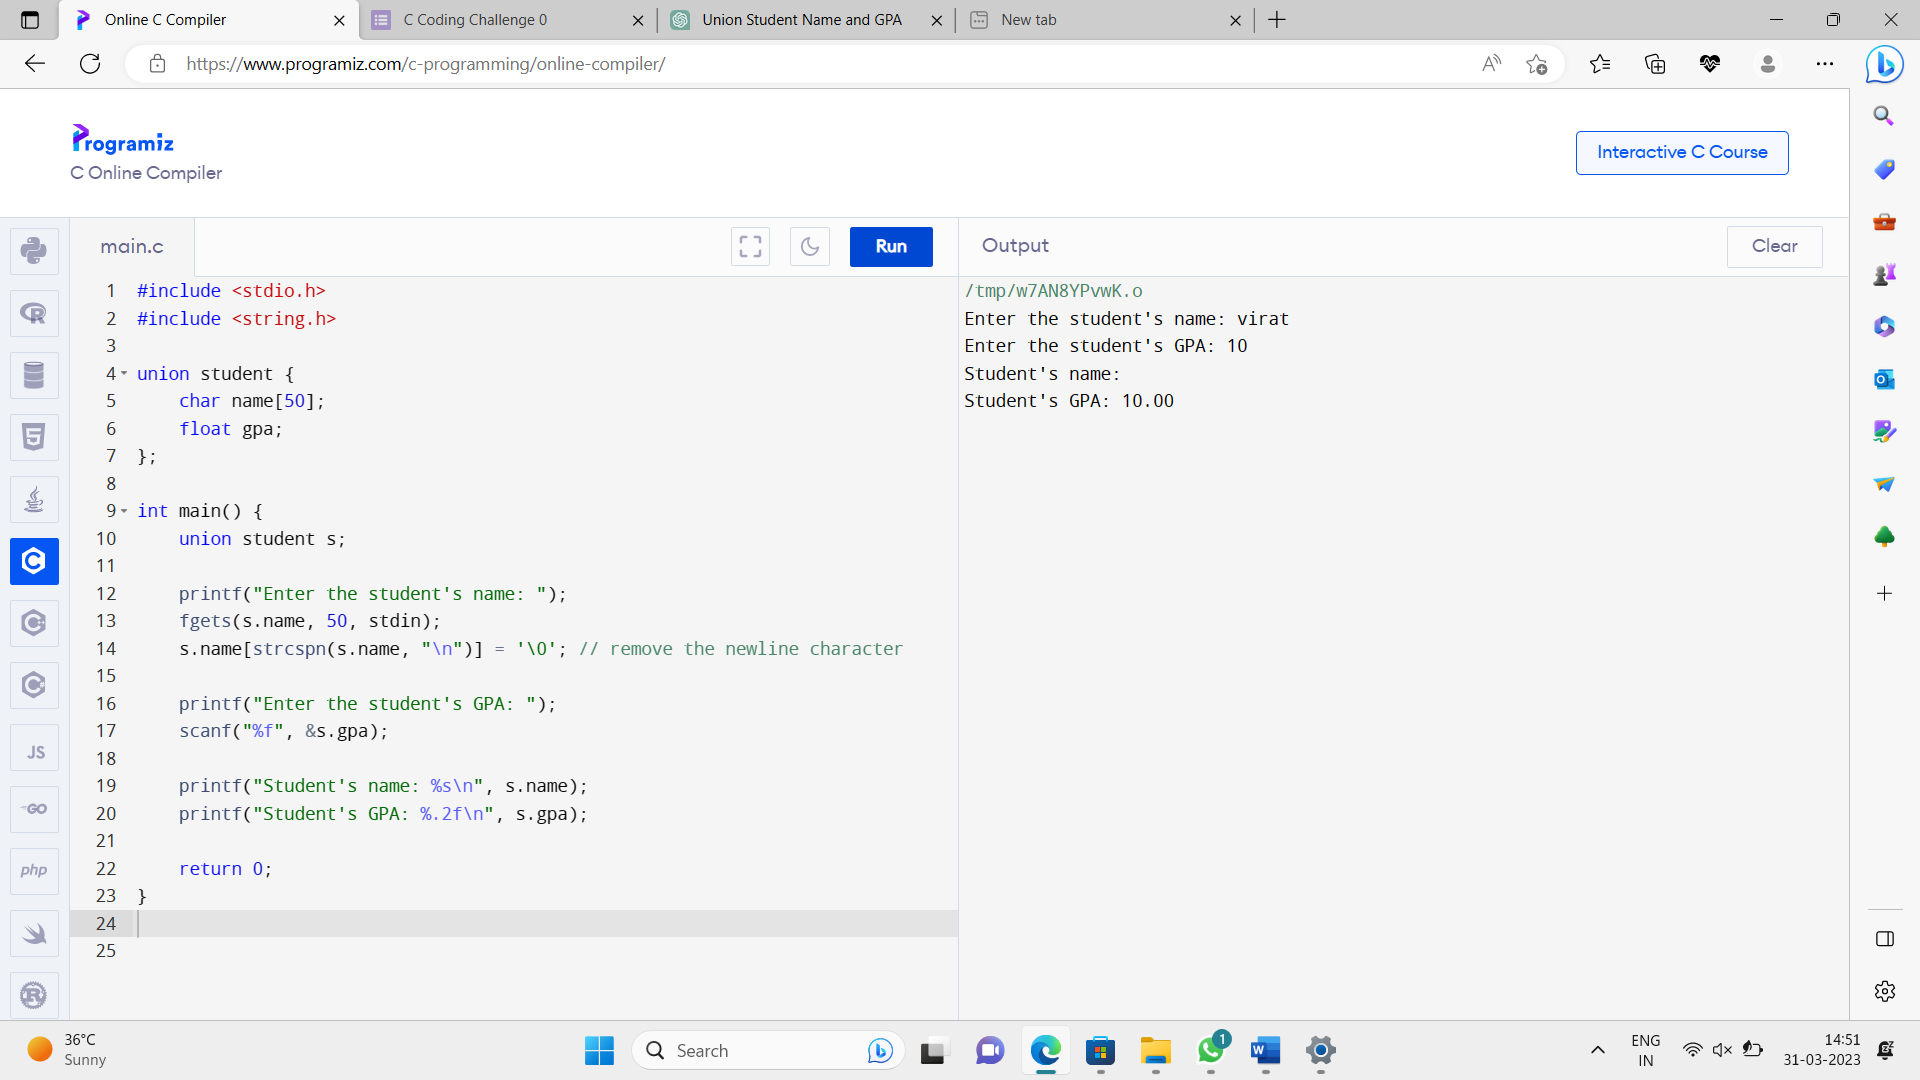 Online C Compiler
C Coding Challenge 0
Union Student Name and GPA
New tab
https://www.programiz.com/c-programming/online-compiler/
Programiz
C Online Compiler
Interactive C Course
main.c
Run
Output
Clear
1 #include <stdio.h>
2 #include <string.h>
3
4 union student {
5     char name[50];
6     float gpa;
7 };
8
9 int main() {
10     union student s;
11
12     printf("Enter the student's name: ");
13     fgets(s.name, 50, stdin);
14     s.name[strcspn(s.name, "\n")] = '\0'; // remove the newline character
15
16     printf("Enter the student's GPA: ");
17     scanf("%f", &s.gpa);
18
19     printf("Student's name: %s\n", s.name);
20     printf("Student's GPA: %.2f\n", s.gpa);
21
22     return 0;
23 }
24
25
/tmp/w7AN8YPvwK.o
Enter the student's name: virat
Enter the student's GPA: 10
Student's name:
Student's GPA: 10.00
JS
GO
php
36°C
Sunny
Search
1
ENG
IN
14:51
31-03-2023